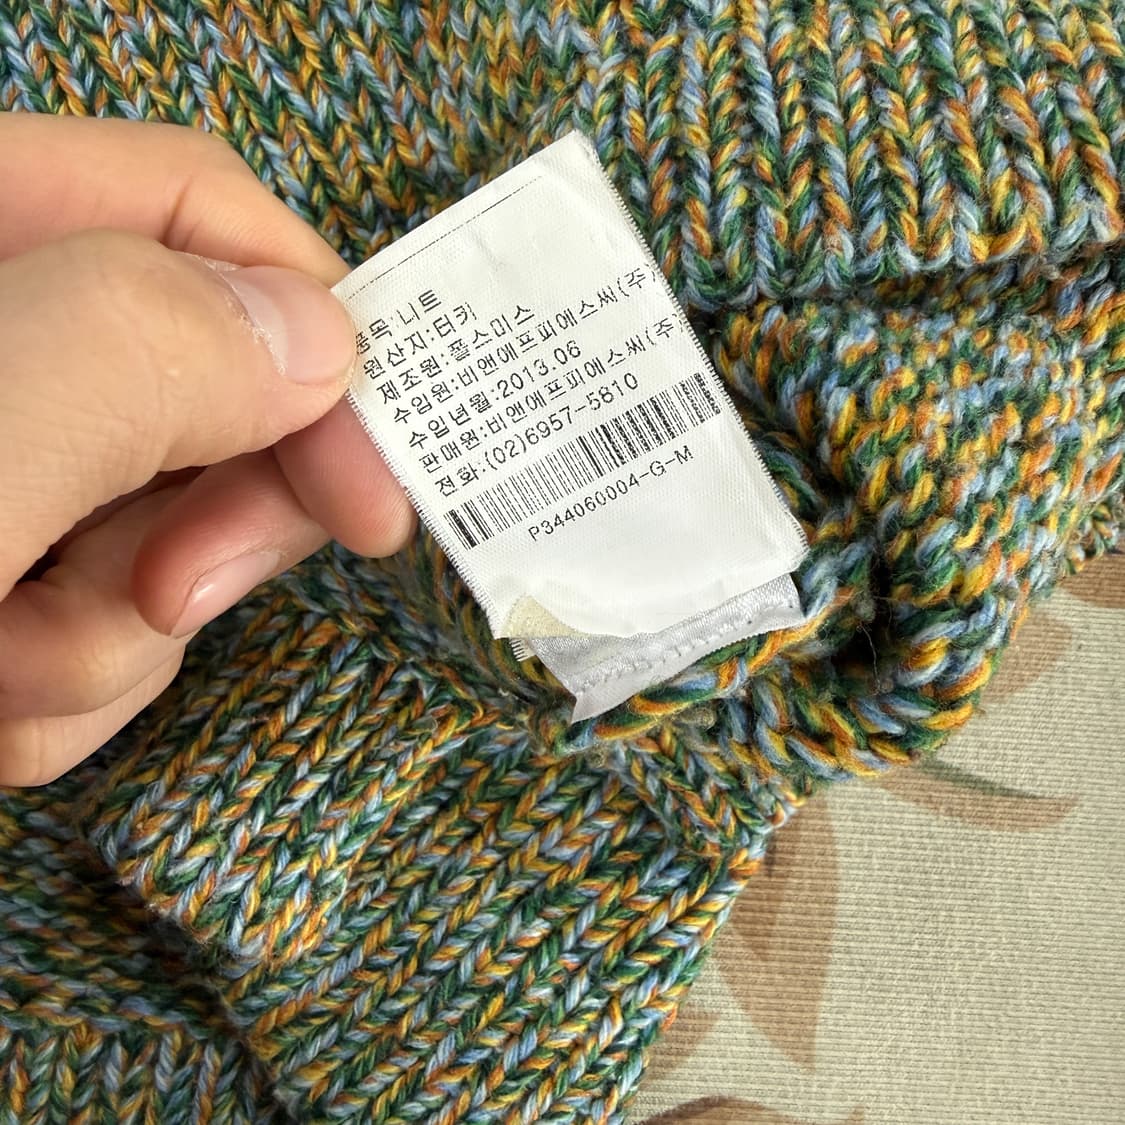 품목:니트
원산지:터키
제조원:폴스미스
수입원:비앤에프피에스씨(주)
수입년월:2013.06
판매원:비앤에프피에스씨(주)
전화:(02)6957-5810
P344060004-G-M